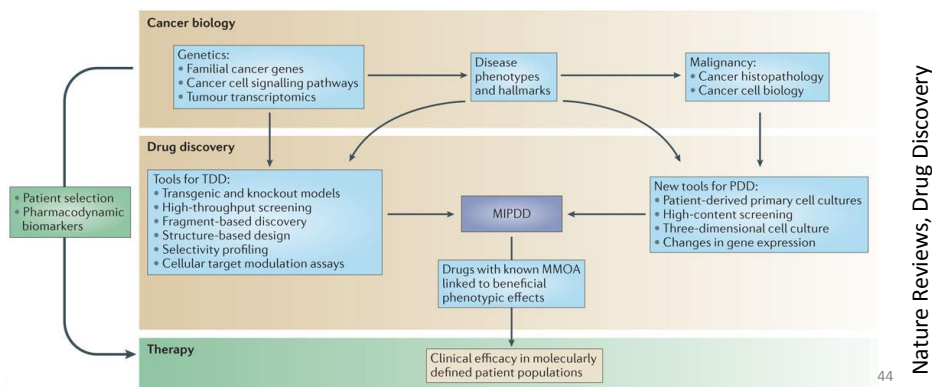 Cancer biology
Genetics:
• Familial cancer genes
• Cancer cell signalling pathways
• Tumour transcriptomics
Disease
phenotypes
and hallmarks
Malignancy:
• Cancer histopathology
• Cancer cell biology
Drug discovery
Tools for TDD:
• Transgenic and knockout models
• High-throughput screening
• Fragment-based discovery
• Structure-based design
• Selectivity profiling
• Cellular target modulation assays
MIPDD
New tools for PDD:
• Patient-derived primary cell cultures
• High-content screening
• Three-dimensional cell culture
• Changes in gene expression
• Patient selection
• Pharmacodynamic
biomarkers
Drugs with known MMOA
linked to beneficial
phenotypic effects
Therapy
Clinical efficacy in molecularly
defined patient populations
44
Nature Reviews, Drug Discovery